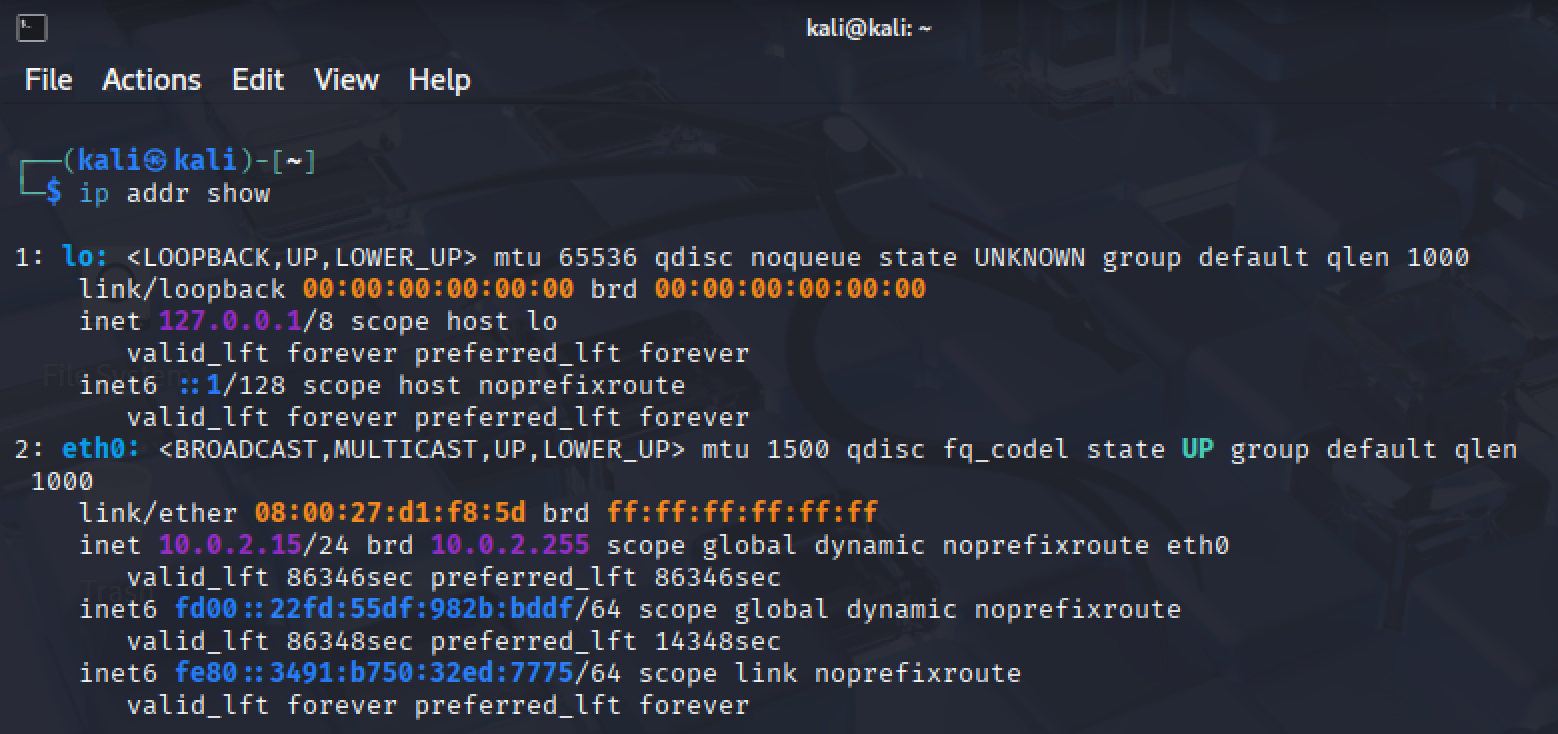 kali@kali: ~
File Actions Edit View Help
┌──(kali㉿kali)-[~]
└─$ ip addr show
1: lo: <LOOPBACK,UP,LOWER_UP> mtu 65536 qdisc noqueue state UNKNOWN group default qlen 1000
link/loopback 00:00:00:00:00:00 brd 00:00:00:00:00:00
inet 127.0.0.1/8 scope host lo
valid_lft forever preferred_lft forever
File System
inet6 ::1/128 scope host noprefixroute
valid_lft forever preferred_lft forever
2: eth0: <BROADCAST,MULTICAST,UP,LOWER_UP> mtu 1500 qdisc fq_codel state UP group default qlen
1000
link/ether 08:00:27:d1:f8:5d brd ff:ff:ff:ff:ff:ff
inet 10.0.2.15/24 brd 10.0.2.255 scope global dynamic noprefixroute eth0
valid_lft 86346sec preferred_lft 86346sec
Trash
inet6 fd00::22fd:55df:982b:bddf/64 scope global dynamic noprefixroute
valid_lft 86348sec preferred_lft 14348sec
inet6 fe80::3491:b750:32ed:7775/64 scope link noprefixroute
valid_lft forever preferred_lft forever